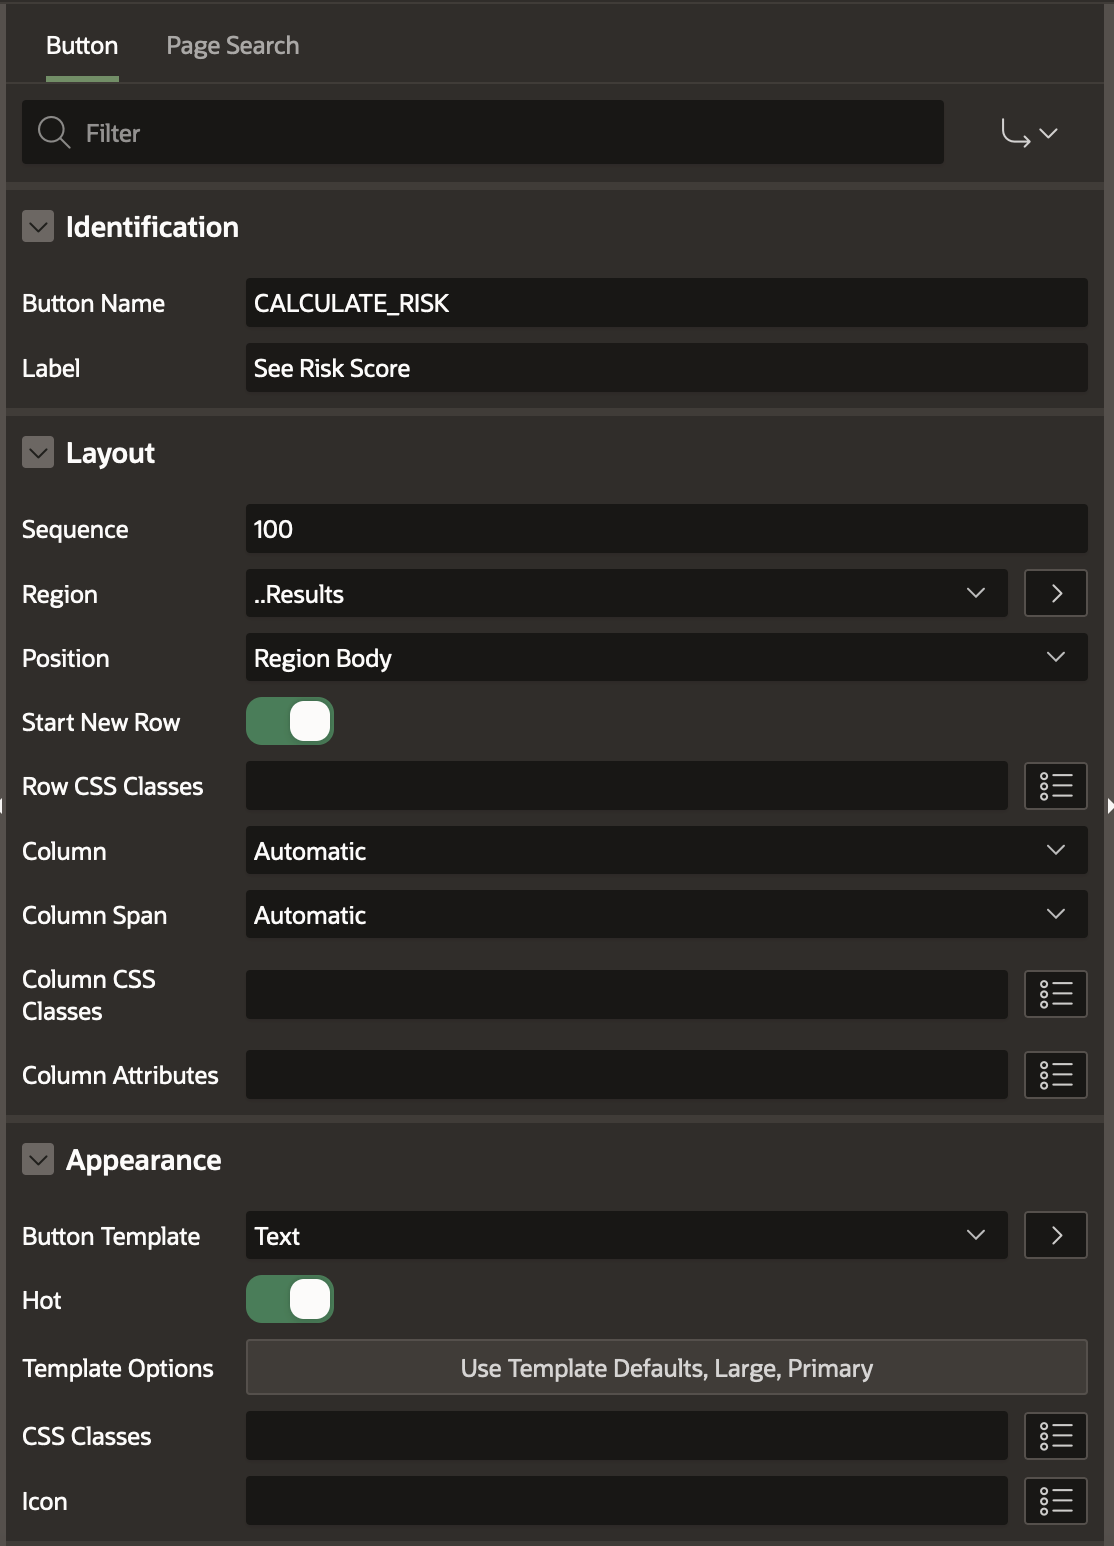 Button Page Search
Filter
Identification
Button Name CALCULATE_RISK
Label See Risk Score
Layout
Sequence 100
Region ..Results
Position Region Body
Start New Row
Row CSS Classes
Column Automatic
Column Span Automatic
Column CSS
Classes
Column Attributes
Appearance
Button Template Text
Hot
Template Options Use Template Defaults, Large, Primary
CSS Classes
Icon